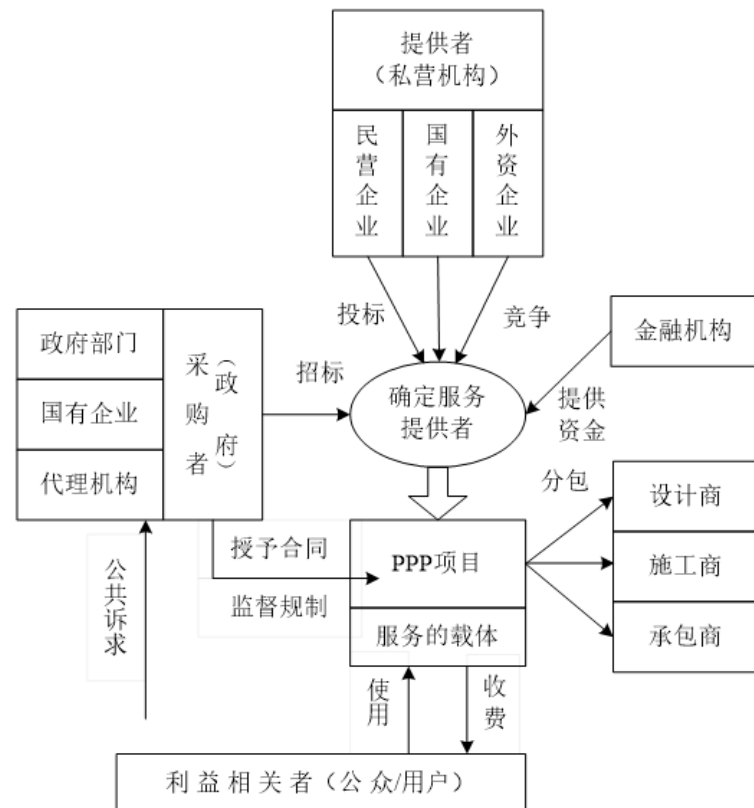 提供者
（私营机构）
民营企业
国有企业
外资企业
投标
竞争
金融机构
政府部门
国有企业
代理机构
采购者
（政府）
招标
确定服务
提供者
提供
资金
分包
设计商
施工商
承包商
公共诉求
授予合同
监督规制
PPP项目
服务的载体
使用
收费
利益相关者（公众/用户）